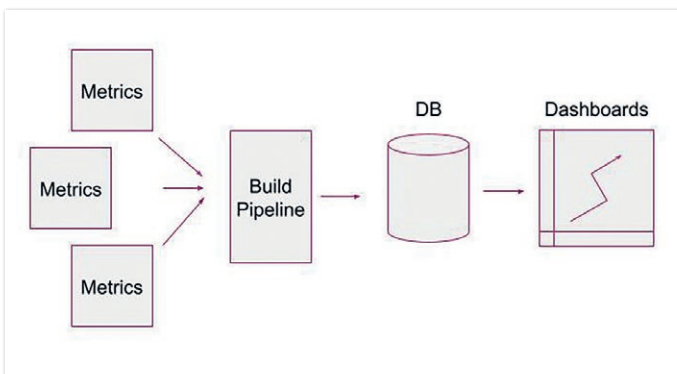 Metrics
Metrics
Metrics
Build
Pipeline
DB
Dashboards